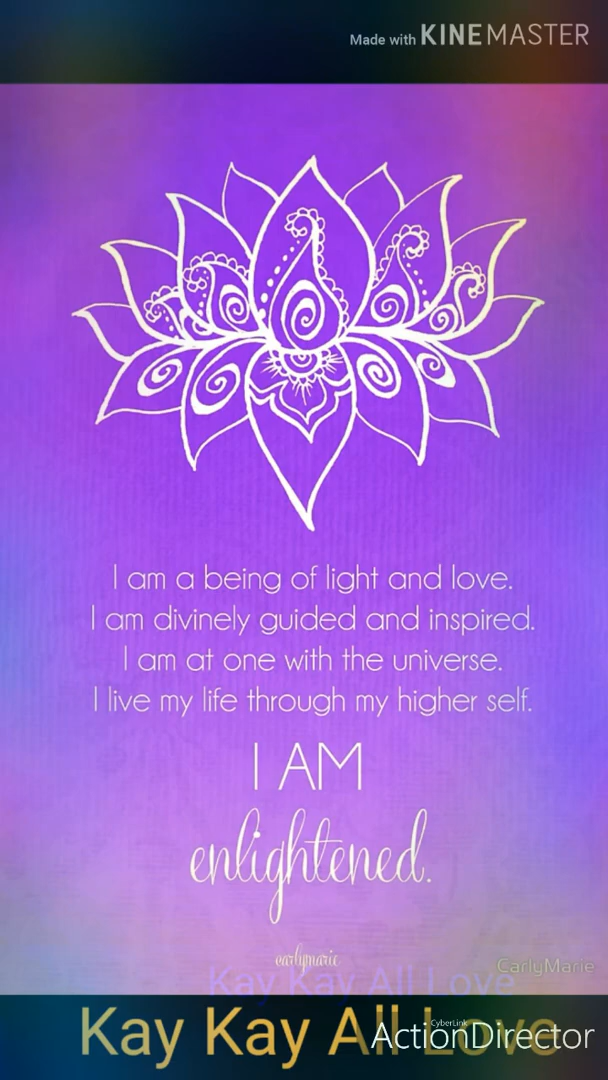 Made with KINEMASTER
I am a being of light and love.
I am divinely guided and inspired.
I am at one with the universe.
I live my life through my higher self.
I AM
enlightened.
carlymarie
CarlyMarie
Kay Kay All Love
Kay Kay All Love
CyberLink
ActionDirector